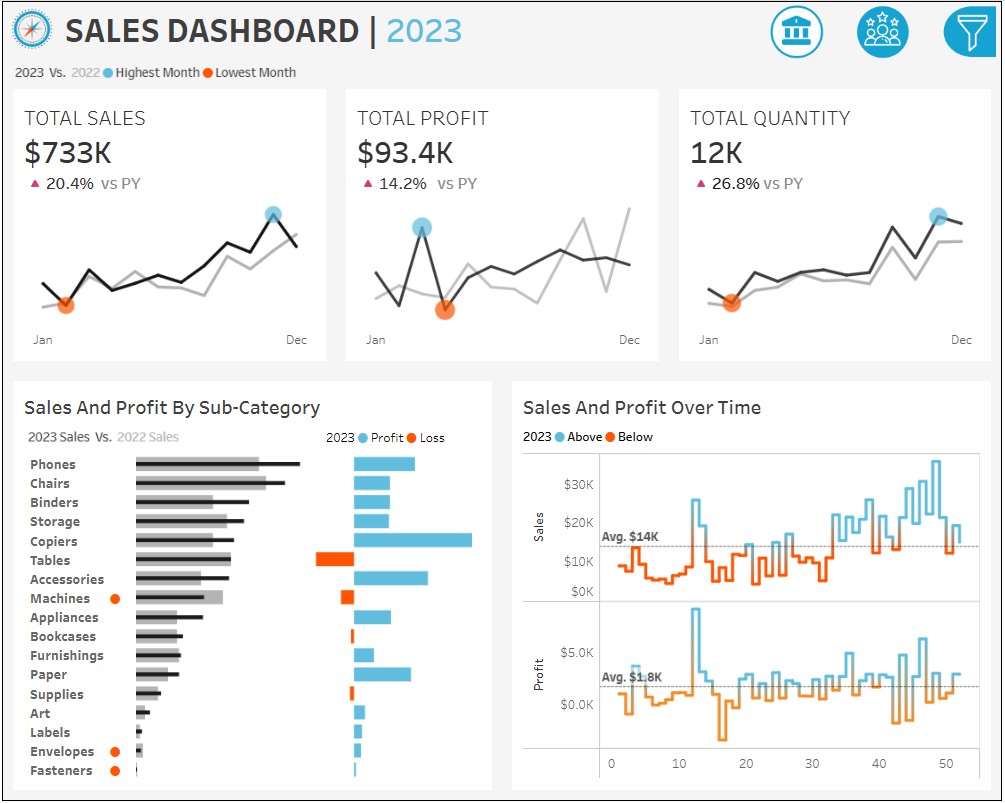 SALES DASHBOARD | 2023
2023 Vs. 2022 Highest Month Lowest Month
TOTAL SALES
$733K
▲ 20.4% vs PY
Jan Dec
TOTAL PROFIT
$93.4K
▲ 14.2% vs PY
Jan Dec
TOTAL QUANTITY
12K
▲ 26.8% vs PY
Jan Dec
Sales And Profit By Sub-Category
2023 Sales Vs. 2022 Sales
2023 Profit Loss
Phones
Chairs
Binders
Storage
Copiers
Tables
Accessories
Machines
Appliances
Bookcases
Furnishings
Paper
Supplies
Art
Labels
Envelopes
Fasteners
Sales And Profit Over Time
2023 Above Below
Sales
$30K
$20K
Avg. $14K
$10K
$0K
Profit
$5.0K
Avg. $1.8K
$0.0K
0 10 20 30 40 50